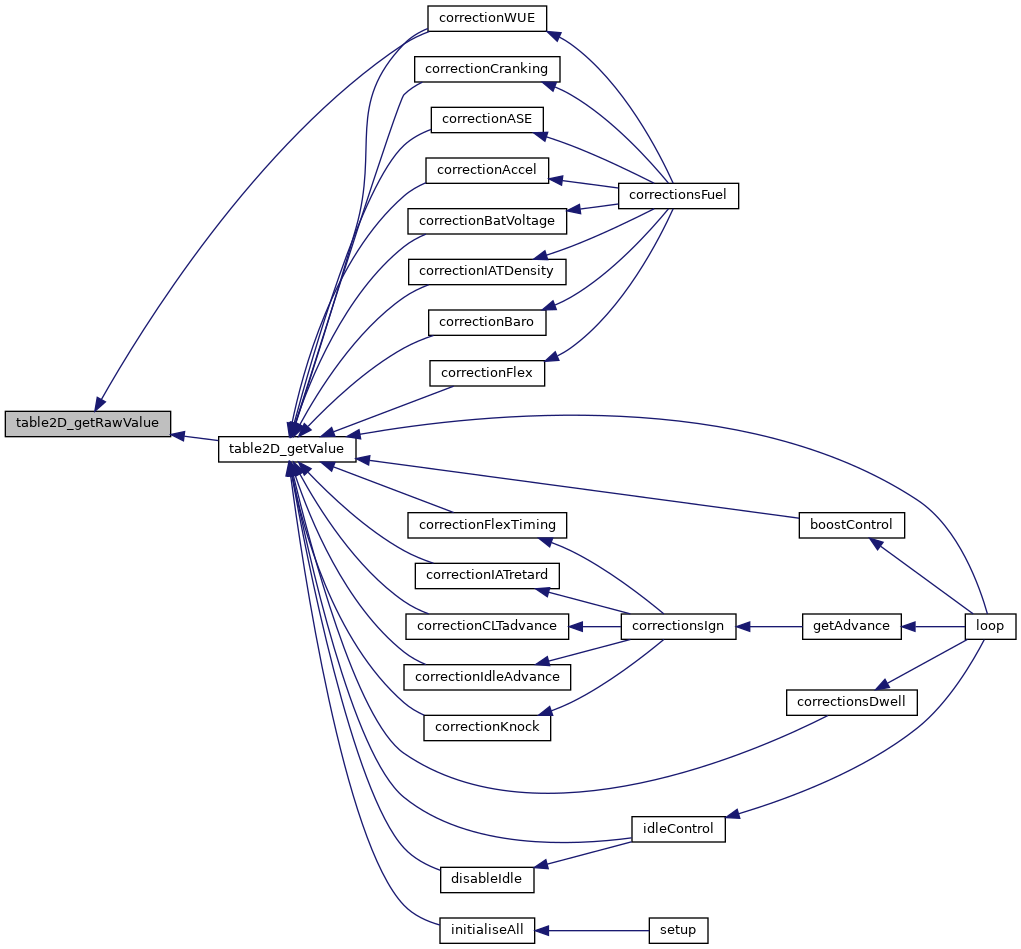 correctionWUE
correctionCranking
correctionASE
correctionAccel
correctionsFuel
correctionBatVoltage
correctionIATDensity
correctionBaro
correctionFlex
table2D_getRawValue
table2D_getValue
correctionFlexTiming
boostControl
correctionIATretard
correctionCLTadvance
correctionsIgn
getAdvance
loop
correctionIdleAdvance
correctionsDwell
correctionKnock
idleControl
disableIdle
initialiseAll
setup